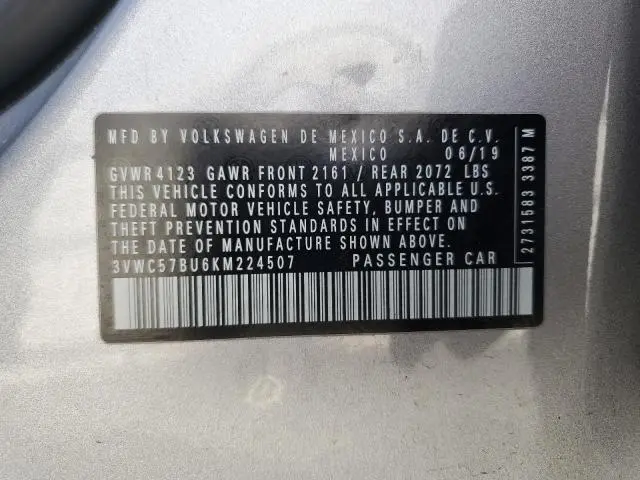 MFD BY VOLKSWAGEN DE MEXICO S.A. DE C.V.
MEXICO 06/19
GVWR 4123 GAWR FRONT 2161 / REAR 2072 LBS
THIS VEHICLE CONFORMS TO ALL APPLICABLE U.S.
FEDERAL MOTOR VEHICLE SAFETY, BUMPER AND
THEFT PREVENTION STANDARDS IN EFFECT ON
THE DATE OF MANUFACTURE SHOWN ABOVE.
3VWC57BU6KM224507 PASSENGER CAR
2731583 3387 M